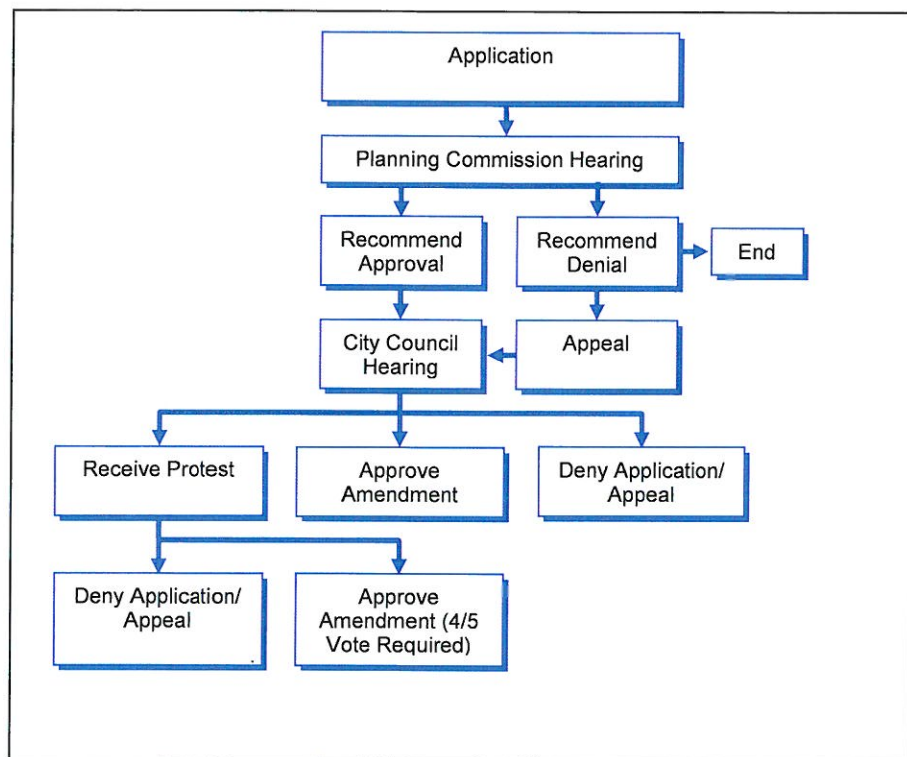 Application
Planning Commission Hearing
Recommend
Approval
Recommend
Denial
End
City Council
Hearing
Appeal
Receive Protest
Approve
Amendment
Deny Application/
Appeal
Deny Application/
Appeal
Approve
Amendment (4/5
Vote Required)